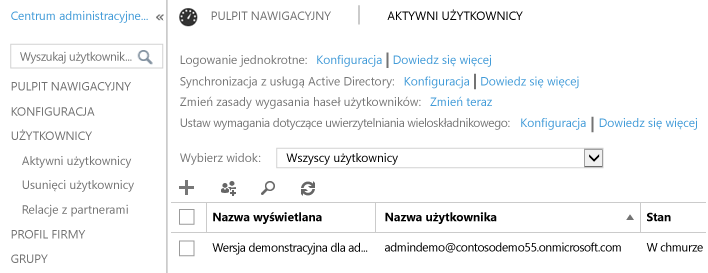 Centrum administracyjne... «
Wyszukaj użytkownik...
PULPIT NAWIGACYJNY
KONFIGURACJA
UŻYTKOWNICY
Aktywni użytkownicy
Usunięci użytkownicy
Relacje z partnerami
PROFIL FIRMY
GRUPY
PULPIT NAWIGACYJNY | AKTYWNI UŻYTKOWNICY
Logowanie jednokrotne: Konfiguracja | Dowiedz się więcej
Synchronizacja z usługą Active Directory: Konfiguracja | Dowiedz się więcej
Zmień zasady wygasania haseł użytkowników: Zmień teraz
Ustaw wymagania dotyczące uwierzytelniania wieloskładnikowego: Konfiguracja | Dowiedz się więcej
Wybierz widok: Wszyscy użytkownicy
Nazwa wyświetlana Nazwa użytkownika Stan
Wersja demonstracyjna dla ad... admindemo@contosodemo55.onmicrosoft.com W chmurze